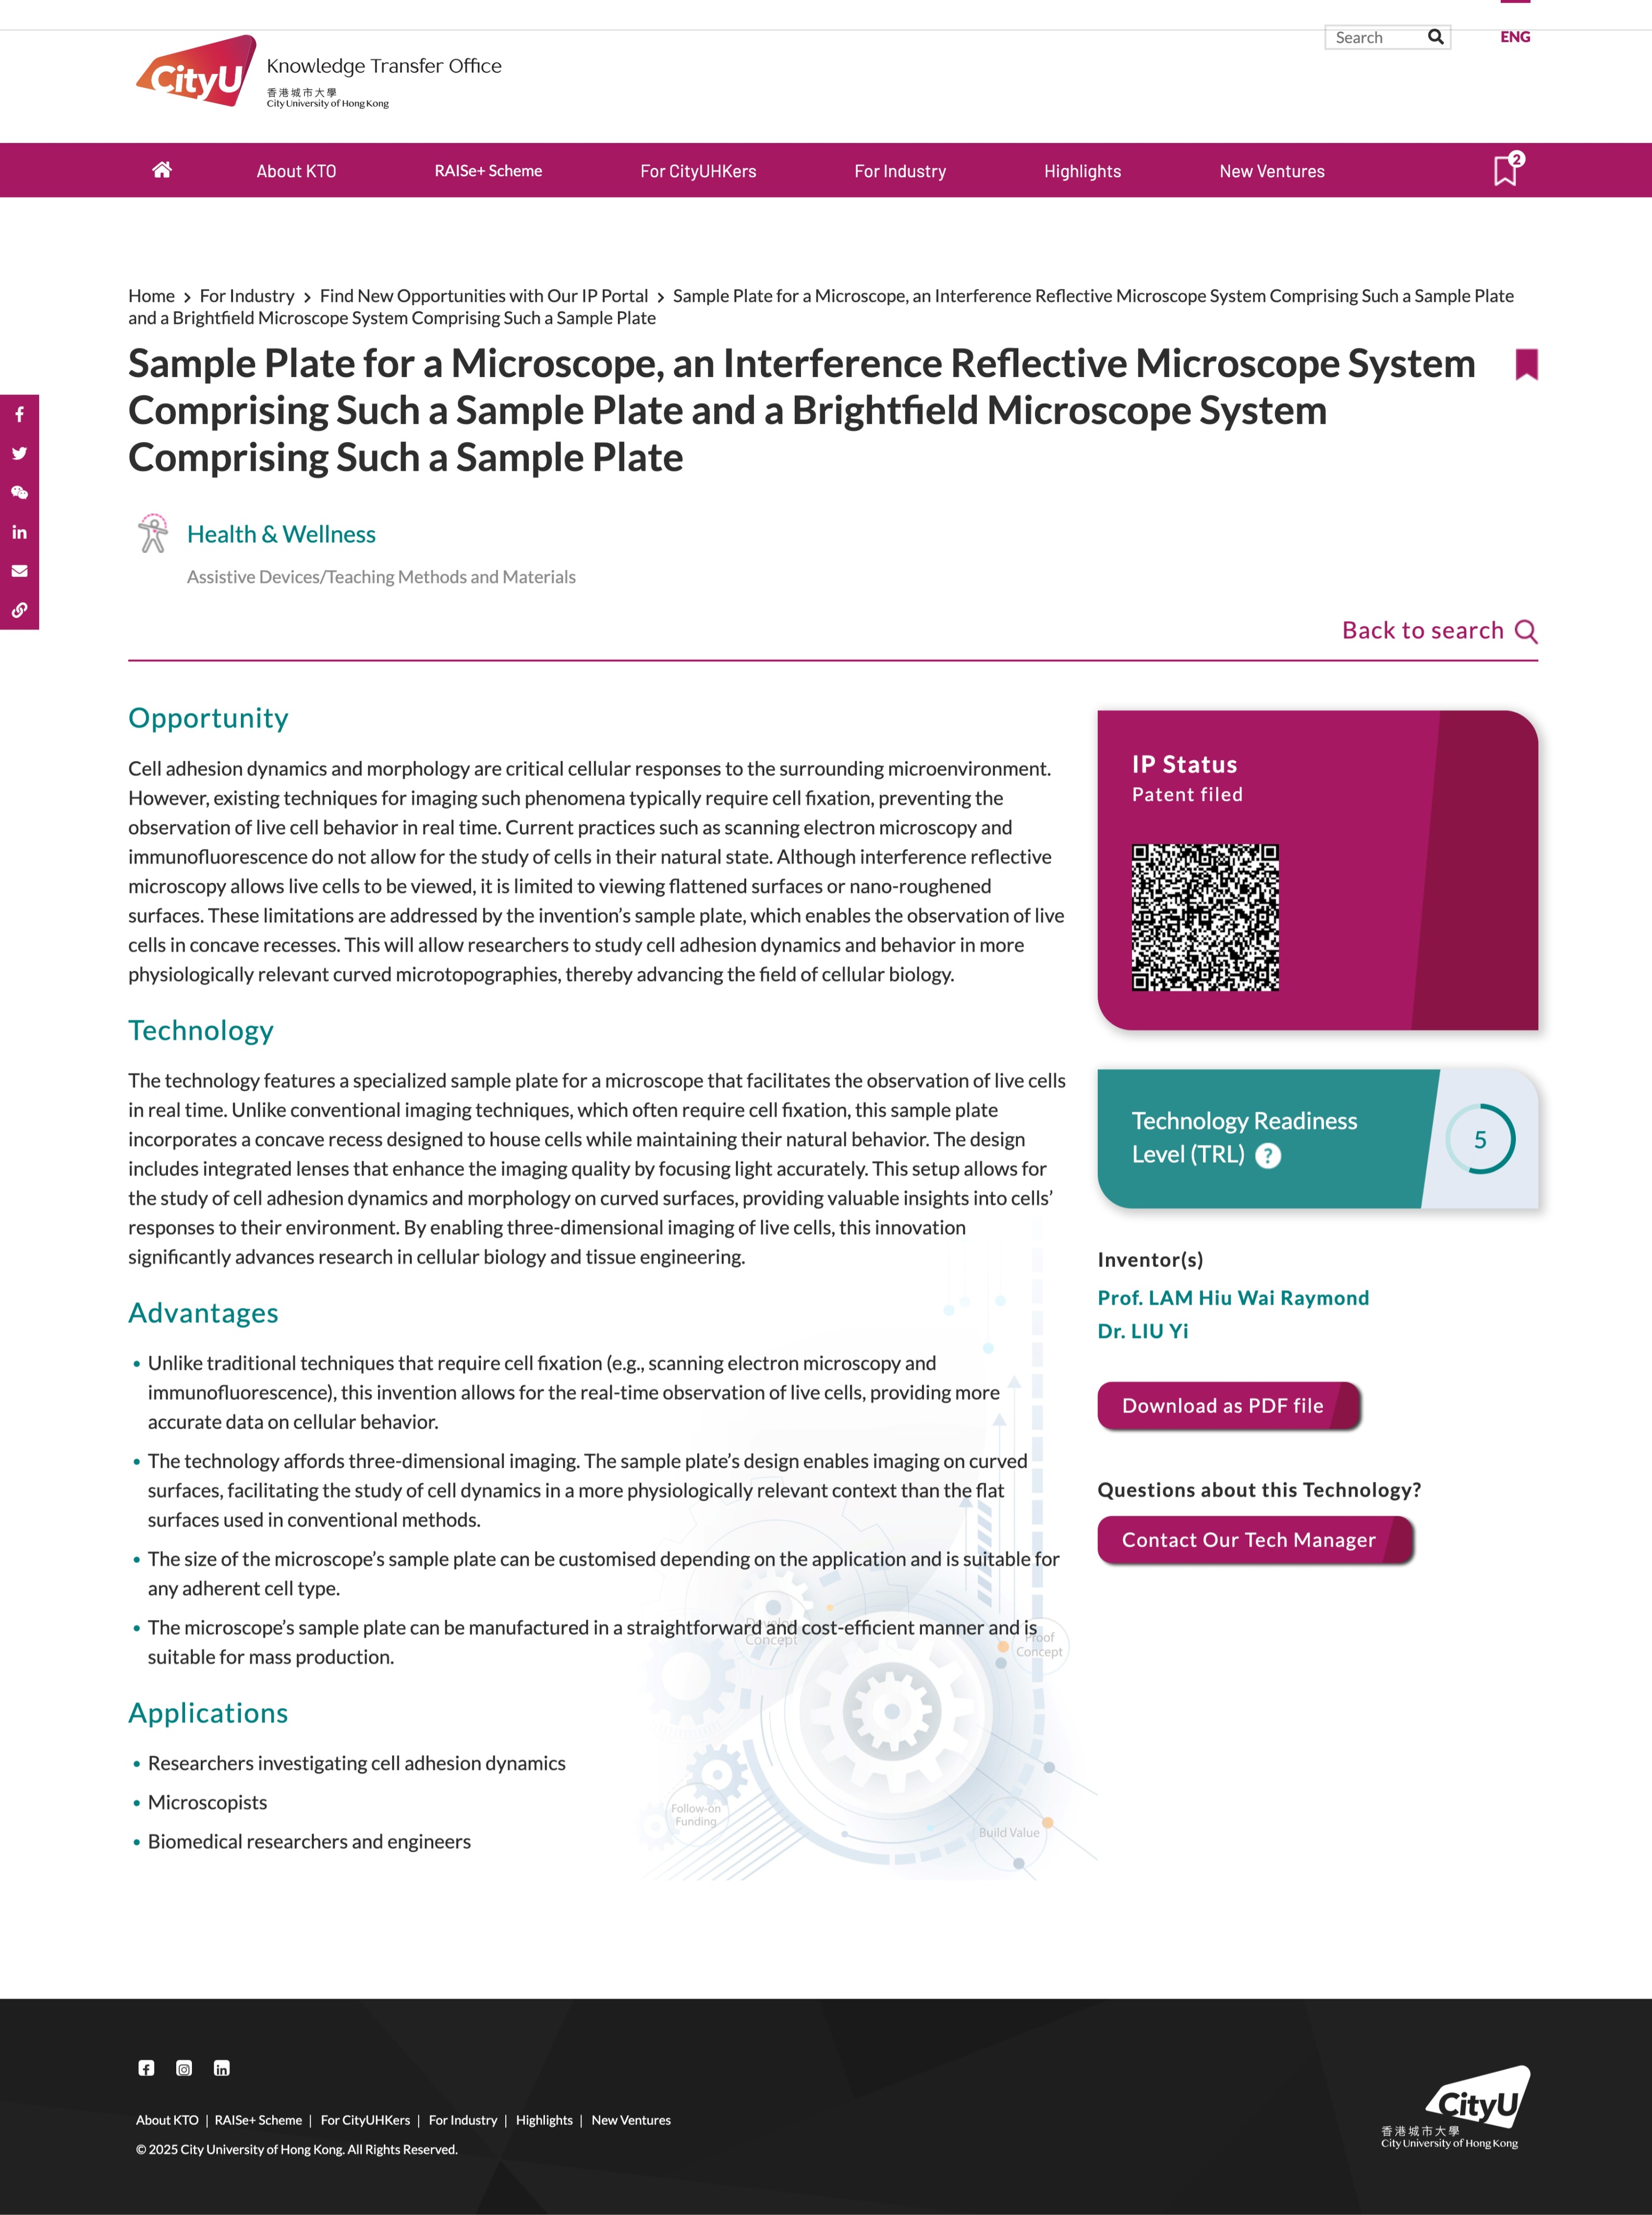 Search
ENG
CityU
Knowledge Transfer Office
香港城市大學
City University of Hong Kong
About KTO
RAISe+ Scheme
For CityUHKers
For Industry
Highlights
New Ventures
2
Home > For Industry > Find New Opportunities with Our IP Portal > Sample Plate for a Microscope, an Interference Reflective Microscope System Comprising Such a Sample Plate
and a Brightfield Microscope System Comprising Such a Sample Plate
Sample Plate for a Microscope, an Interference Reflective Microscope System
Comprising Such a Sample Plate and a Brightfield Microscope System
Comprising Such a Sample Plate
Health & Wellness
Assistive Devices/Teaching Methods and Materials
Back to search
Opportunity
Cell adhesion dynamics and morphology are critical cellular responses to the surrounding microenvironment.
However, existing techniques for imaging such phenomena typically require cell fixation, preventing the
observation of live cell behavior in real time. Current practices such as scanning electron microscopy and
immunofluorescence do not allow for the study of cells in their natural state. Although interference reflective
microscopy allows live cells to be viewed, it is limited to viewing flattened surfaces or nano-roughened
surfaces. These limitations are addressed by the invention’s sample plate, which enables the observation of live
cells in concave recesses. This will allow researchers to study cell adhesion dynamics and behavior in more
physiologically relevant curved microtopographies, thereby advancing the field of cellular biology.
Technology
The technology features a specialized sample plate for a microscope that facilitates the observation of live cells
in real time. Unlike conventional imaging techniques, which often require cell fixation, this sample plate
incorporates a concave recess designed to house cells while maintaining their natural behavior. The design
includes integrated lenses that enhance the imaging quality by focusing light accurately. This setup allows for
the study of cell adhesion dynamics and morphology on curved surfaces, providing valuable insights into cells’
responses to their environment. By enabling three-dimensional imaging of live cells, this innovation
significantly advances research in cellular biology and tissue engineering.
Advantages
• Unlike traditional techniques that require cell fixation (e.g., scanning electron microscopy and
immunofluorescence), this invention allows for the real-time observation of live cells, providing more
accurate data on cellular behavior.
• The technology affords three-dimensional imaging. The sample plate’s design enables imaging on curved
surfaces, facilitating the study of cell dynamics in a more physiologically relevant context than the flat
surfaces used in conventional methods.
• The size of the microscope’s sample plate can be customised depending on the application and is suitable for
any adherent cell type.
• The microscope’s sample plate can be manufactured in a straightforward and cost-efficient manner and is
suitable for mass production.
Develop
Concept
Proof
Concept
Applications
• Researchers investigating cell adhesion dynamics
• Microscopists
• Biomedical researchers and engineers
Follow-on
Funding
Build Value
IP Status
Patent filed
Technology Readiness
Level (TRL) ?
5
Inventor(s)
Prof. LAM Hiu Wai Raymond
Dr. LIU Yi
Download as PDF file
Questions about this Technology?
Contact Our Tech Manager
About KTO | RAISe+ Scheme | For CityUHKers | For Industry | Highlights | New Ventures
© 2025 City University of Hong Kong. All Rights Reserved.
CityU
香港城市大學
City University of Hong Kong